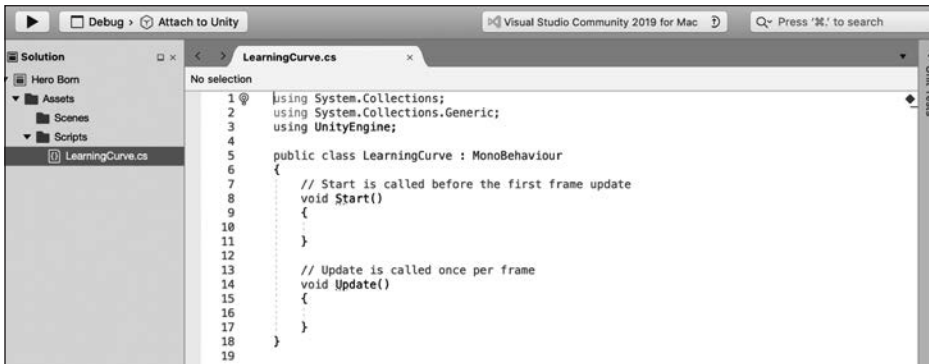 Debug › Attach to Unity
Visual Studio Community 2019 for Mac
Press '⌘.' to search
Solution
LearningCurve.cs
Hero Born
No selection
Assets
Scenes
Scripts
LearningCurve.cs
1 using System.Collections;
2 using System.Collections.Generic;
3 using UnityEngine;
4
5 public class LearningCurve : MonoBehaviour
6 {
7 // Start is called before the first frame update
8 void Start()
9 {
10
11 }
12
13 // Update is called once per frame
14 void Update()
15 {
16
17 }
18 }
19
Unit Tests